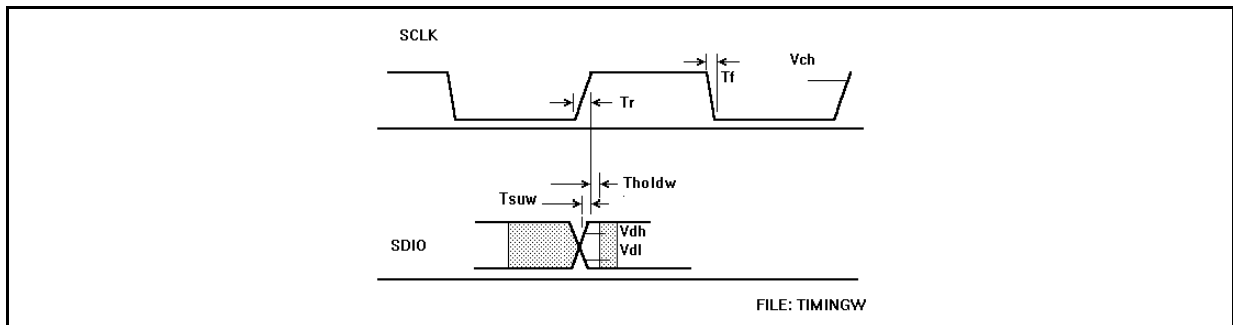 SCLK
Vch
Tf
Tr
Tholdw
Tsuw
Vdh
Vdl
SDIO
FILE: TIMINGW